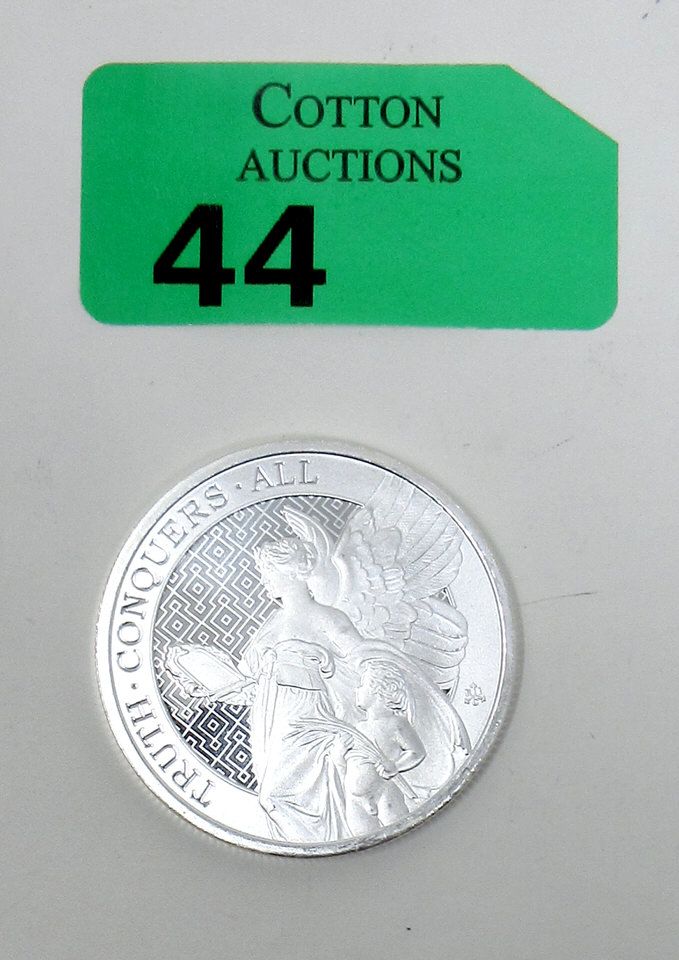 COTTON
AUCTIONS
44
TRUTH · CONQUERS · ALL